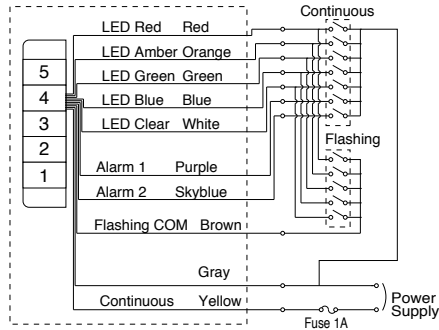 Continuous
LED Red Red
LED Amber Orange
LED Green Green
LED Blue Blue
LED Clear White
5
4
3
2
1
Flashing
Alarm 1 Purple
Alarm 2 Skyblue
Flashing COM Brown
Gray
Continuous Yellow
Fuse 1A
Power
Supply